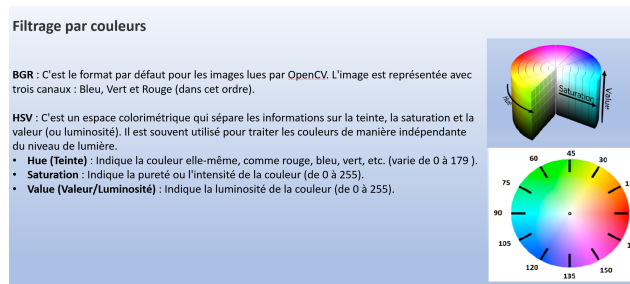 Filtrage par couleurs
BGR : C'est le format par défaut pour les images lues par OpenCV. L'image est représentée avec
trois canaux : Bleu, Vert et Rouge (dans cet ordre).
HSV : C'est un espace colorimétrique qui sépare les informations sur la teinte, la saturation et la
valeur (ou luminosité). Il est souvent utilisé pour traiter les couleurs de manière indépendante
du niveau de lumière.
• Hue (Teinte) : Indique la couleur elle-même, comme rouge, bleu, vert, etc. (varie de 0 à 179 ).
• Saturation : Indique la pureté ou l'intensité de la couleur (de 0 à 255).
• Value (Valeur/Luminosité) : Indique la luminosité de la couleur (de 0 à 255).
Hue
Saturation
Value
45
60
30
75
90
105
120
150
135